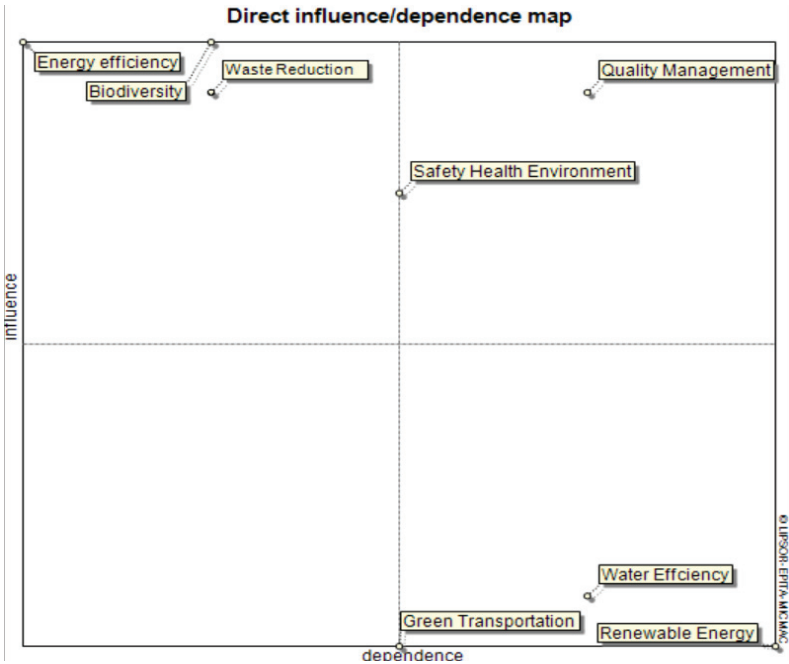 Direct influence/dependence map
Energy efficiency
Biodiversity
Waste Reduction
Quality Management
Safety Health Environment
influence
Water Effciency
Green Transportation
Renewable Energy
dependence
© LIPSOR-EPITA-MICMAC